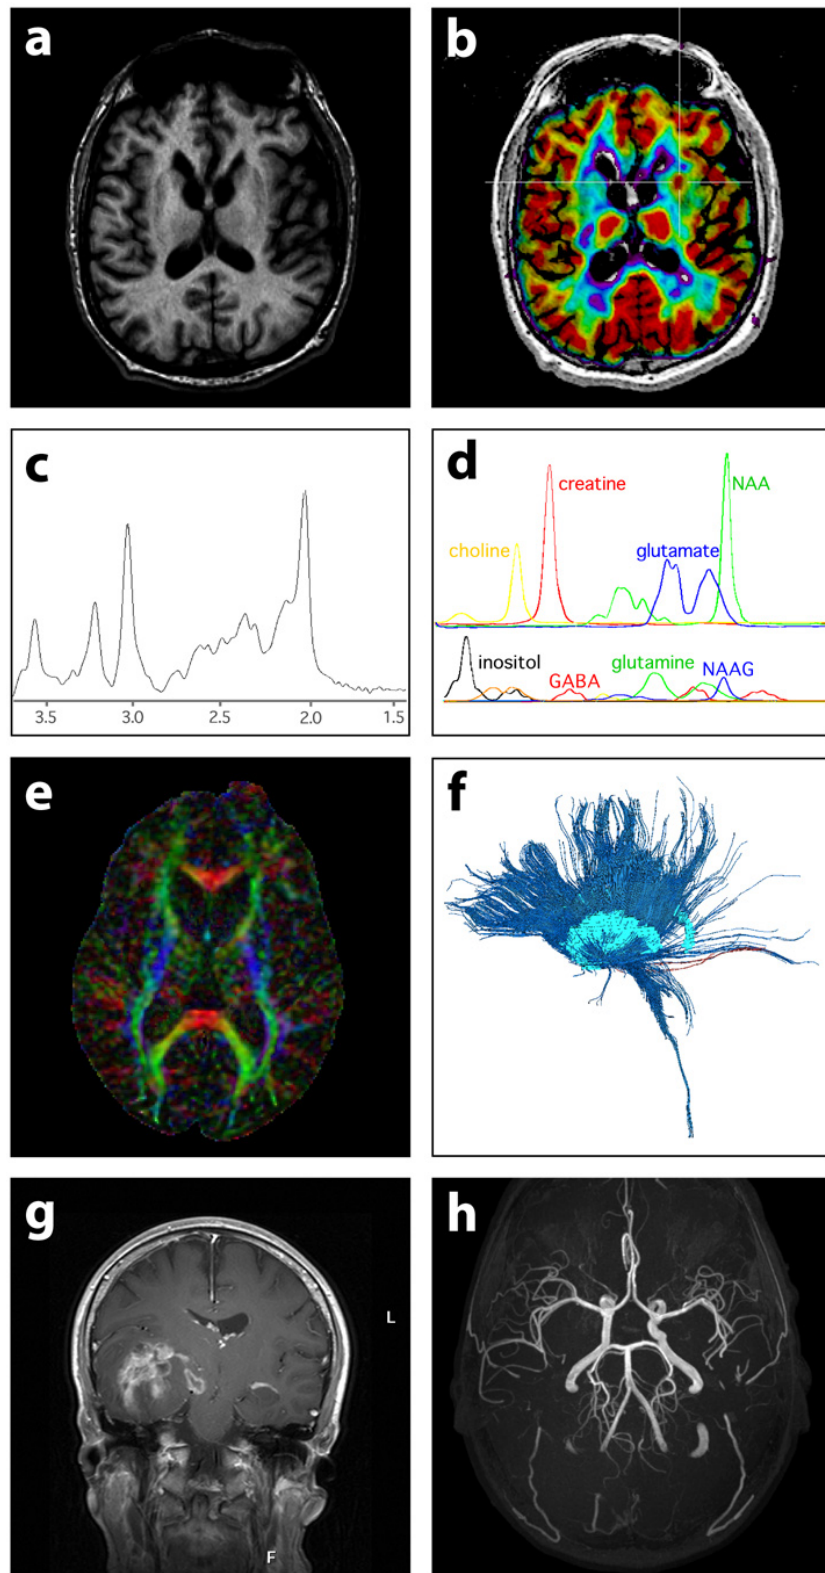 a
b
c
3.5 3.0 2.5 2.0 1.5
d
creatine
NAA
choline
glutamate
inositol
GABA
glutamine
NAAG
e
f
g
L
F
h